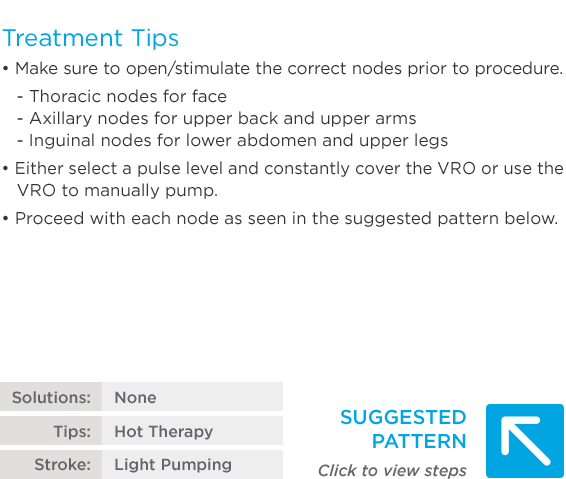 Treatment Tips
• Make sure to open/stimulate the correct nodes prior to procedure.
- Thoracic nodes for face
- Axillary nodes for upper back and upper arms
- Inguinal nodes for lower abdomen and upper legs
• Either select a pulse level and constantly cover the VRO or use the
VRO to manually pump.
• Proceed with each node as seen in the suggested pattern below.
Solutions: None
Tips: Hot Therapy
Stroke: Light Pumping
SUGGESTED
PATTERN
Click to view steps